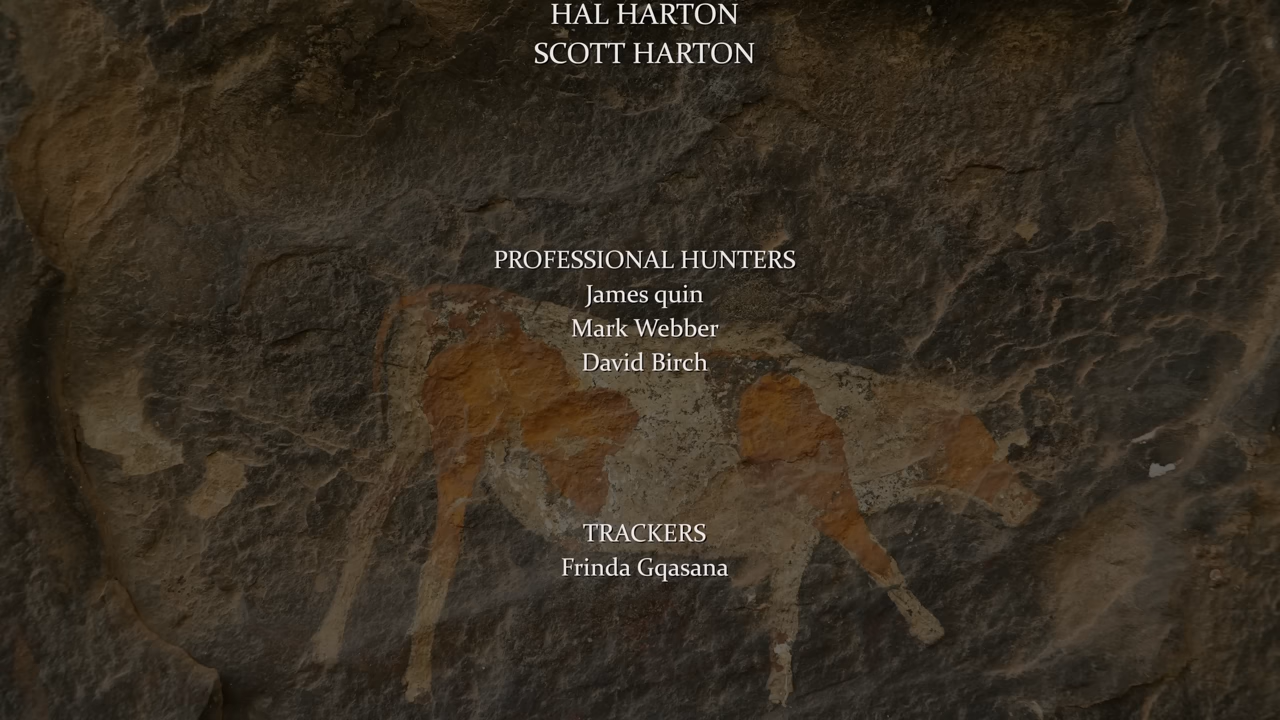 HAL HARTON
SCOTT HARTON
PROFESSIONAL HUNTERS
James quin
Mark Webber
David Birch
TRACKERS
Frinda Gqasana